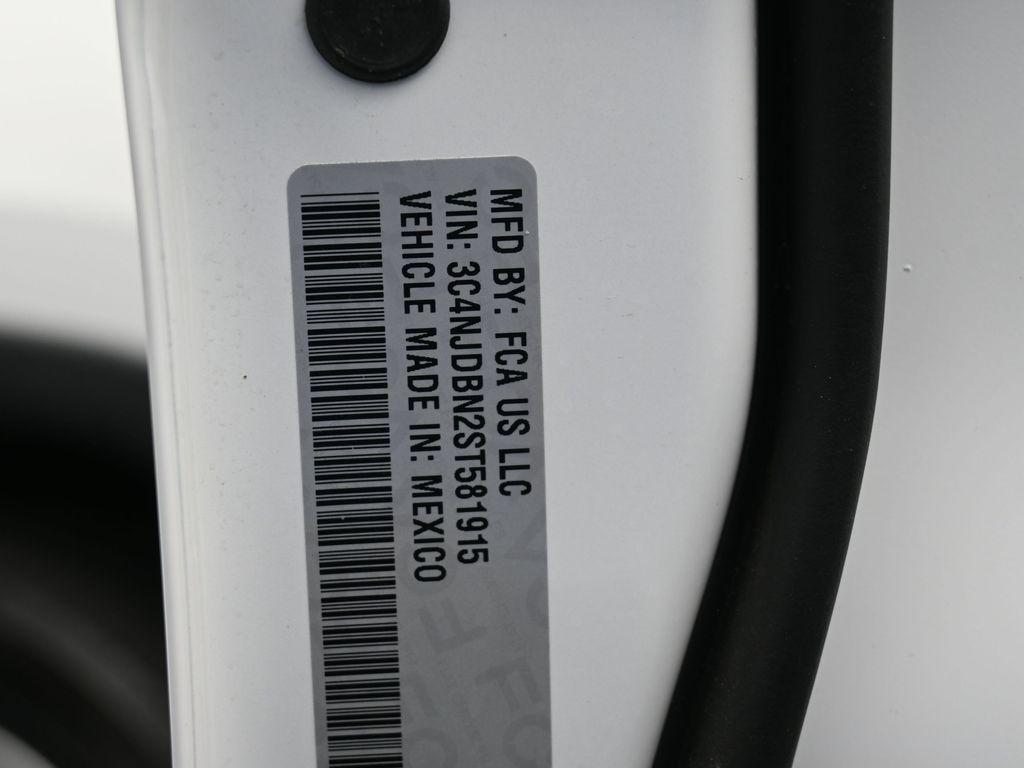 MFD BY: FCA US LLC
VIN: 3C4NJDBN2ST581915
VEHICLE MADE IN: MEXICO